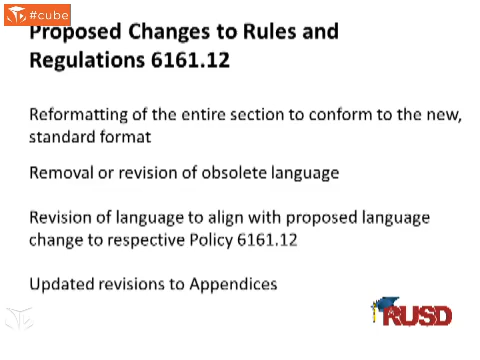 #cube
Proposed Changes to Rules and
Regulations 6161.12
Reformatting of the entire section to conform to the new,
standard format
Removal or revision of obsolete language
Revision of language to align with proposed language
change to respective Policy 6161.12
Updated revisions to Appendices
RUSD